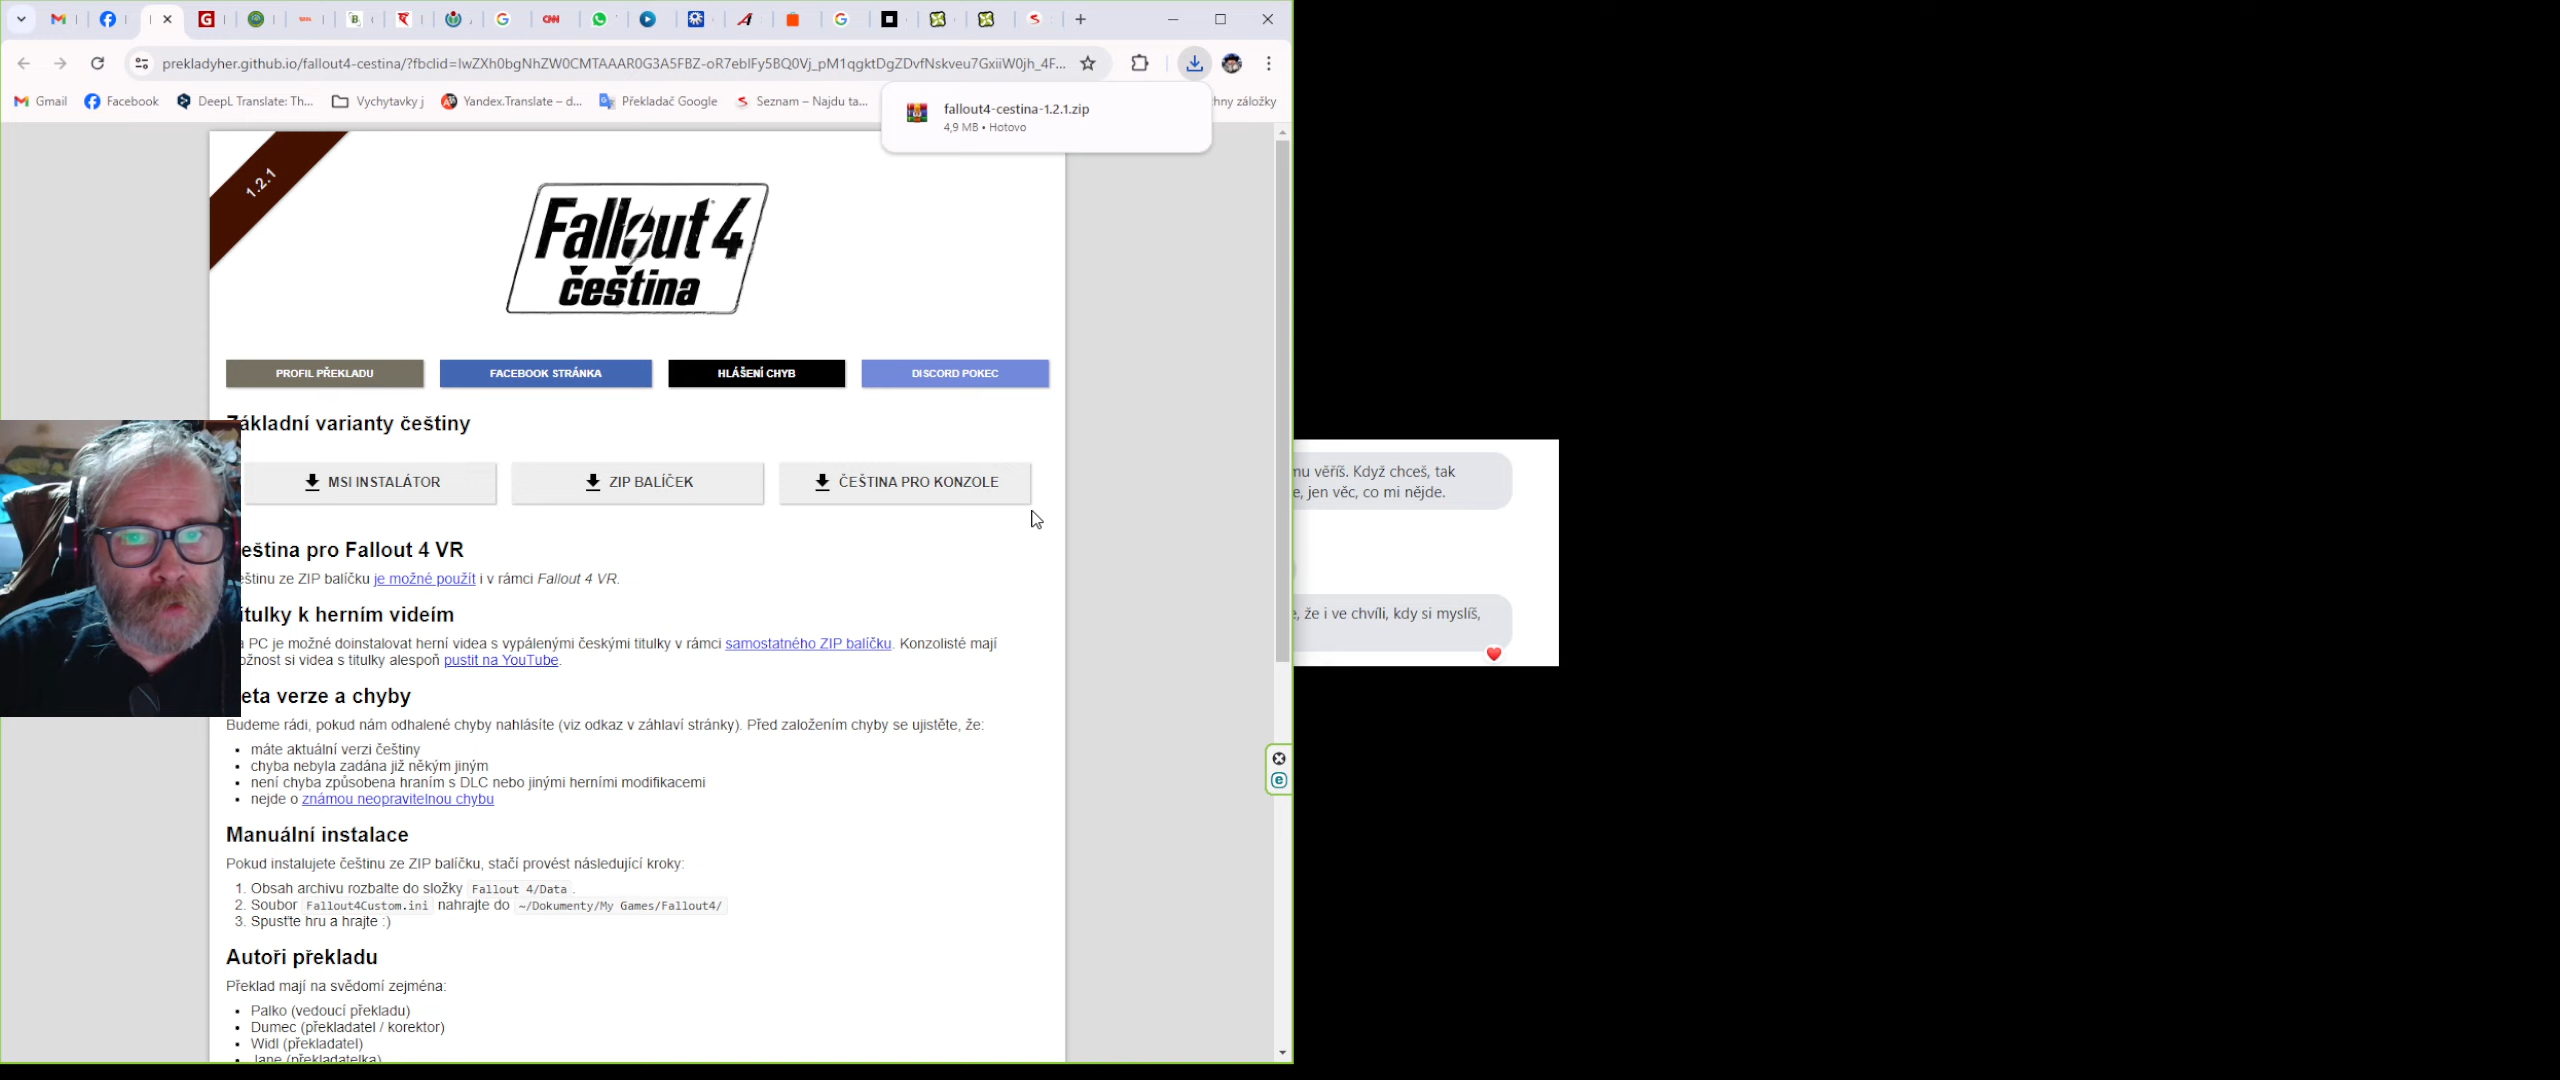 prekladyher.github.io/fallout4-cestina/?fbclid=IwZXh0bgNhZW0CMTAAAR0G3A5FBZ-oR7eblFy5BQ0Vj_pM1qgktDgZDvfNskveu7GxiiW0jh_4F...
Gmail
Facebook
DeepL Translate: Th...
Vychytavky j
Yandex.Translate – d...
Překladač Google
Seznam – Najdu ta...
chny záložky
fallout4-cestina-1.2.1.zip
4,9 MB • Hotovo
1.2.1
Fallout 4
čeština
PROFIL PŘEKLADU
FACEBOOK STRÁNKA
HLÁŠENÍ CHYB
DISCORD POKEC
ákladní varianty češtiny
MSI INSTALÁTOR
ZIP BALÍČEK
ČEŠTINA PRO KONZOLE
eština pro Fallout 4 VR
eštinu ze ZIP balíčku je možné použít i v rámci Fallout 4 VR.
itulky k herním videím
a PC je možné doinstalovat herní videa s vypálenými českými titulky v rámci samostatného ZIP balíčku. Konzolisté mají
ožnost si videa s titulky alespoň pustit na YouTube.
eta verze a chyby
Budeme rádi, pokud nám odhalené chyby nahlásíte (viz odkaz v záhlaví stránky). Před založením chyby se ujistěte, že:
• máte aktuální verzi češtiny
• chyba nebyla zadána již někým jiným
• není chyba způsobena hraním s DLC nebo jinými herními modifikacemi
• nejde o známou neopravitelnou chybu
Manuální instalace
Pokud instalujete češtinu ze ZIP balíčku, stačí provést následující kroky:
1. Obsah archivu rozbalte do složky Fallout 4/Data.
2. Soubor Fallout4Custom.ini nahrajte do ~/Dokumenty/My Games/Fallout4/
3. Spusťte hru a hrajte :)
Autoři překladu
Překlad mají na svědomí zejména:
• Palko (vedoucí překladu)
• Dumec (překladatel / korektor)
• Widl (překladatel)
• Jane (překladatelka)
mu věříš. Když chceš, tak
e, jen věc, co mi nějde.
e, že i ve chvíli, kdy si myslíš,